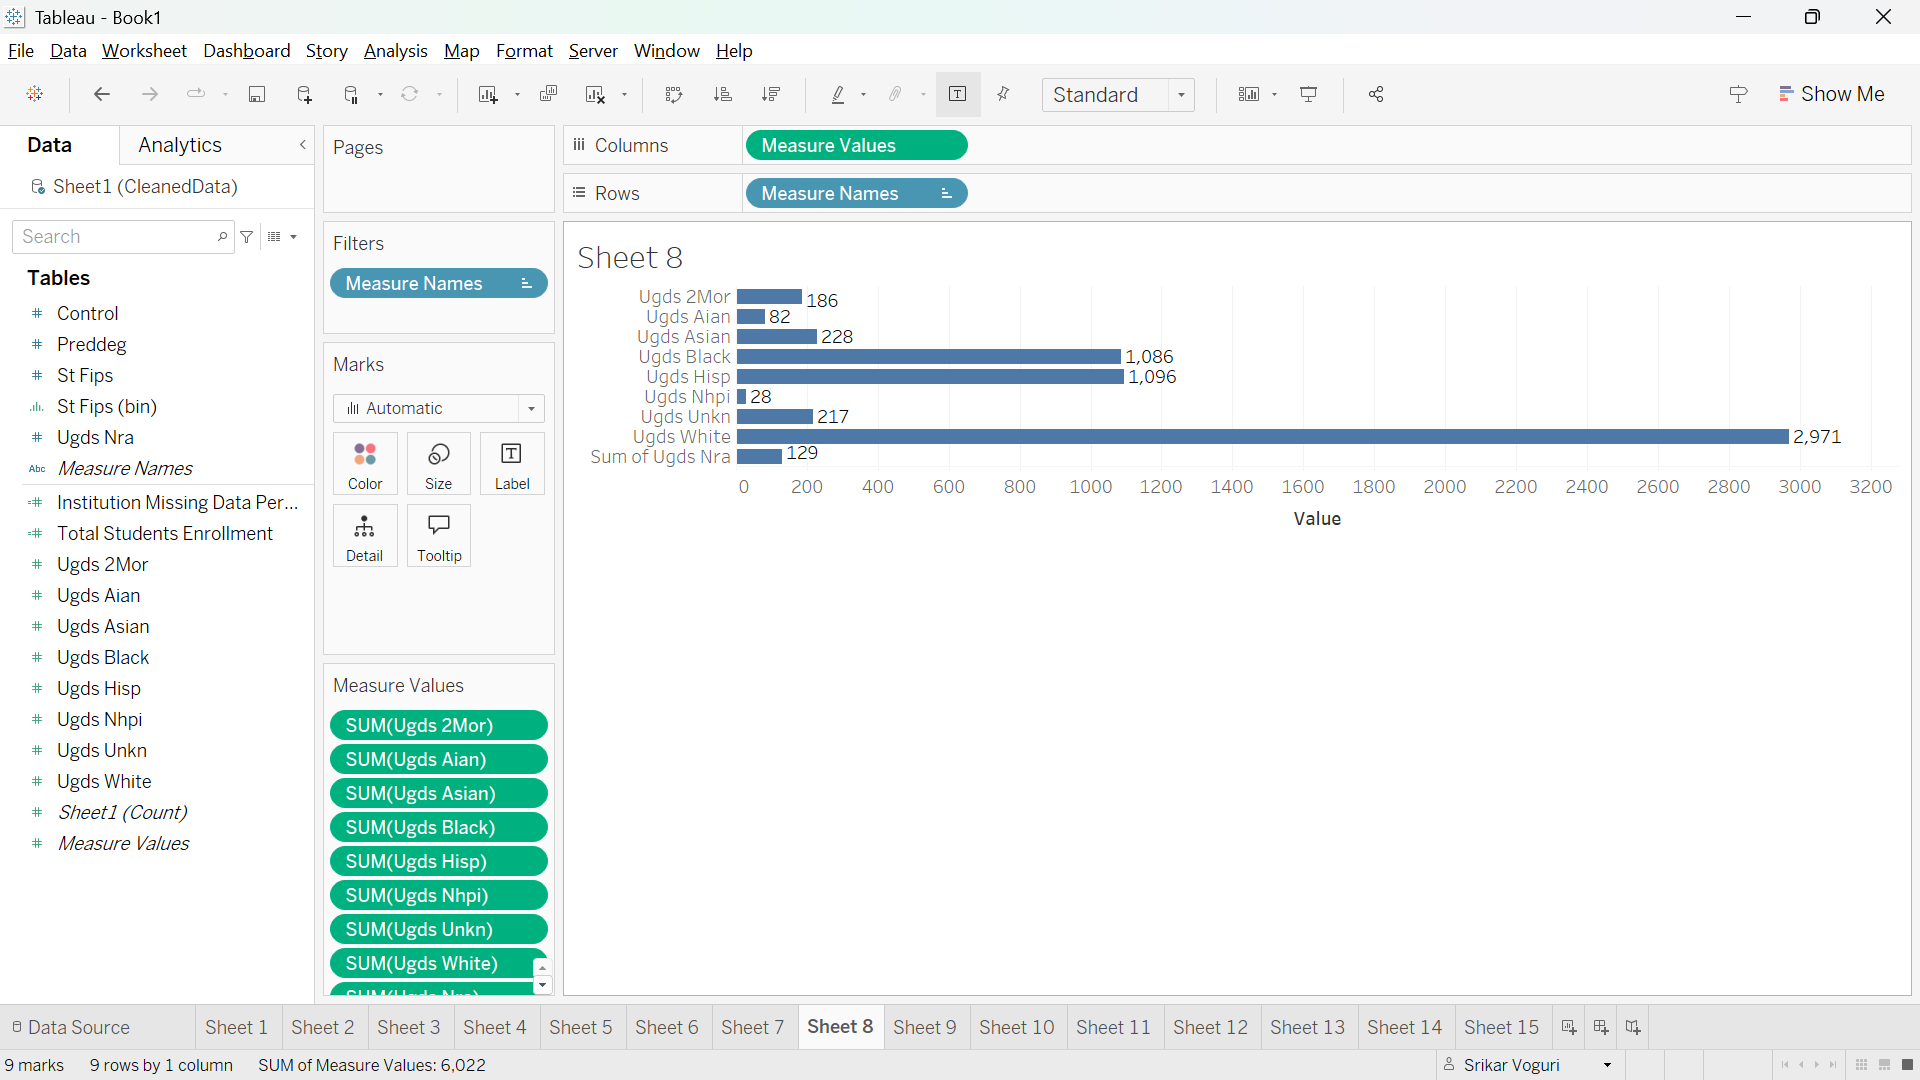 Tableau - Book1
File Data Worksheet Dashboard Story Analysis Map Format Server Window Help
Standard
Show Me
Data
Analytics
Sheet1 (CleanedData)
Search
Tables
Control
Preddeg
St Fips
St Fips (bin)
Ugds Nra
Abc Measure Names
Institution Missing Data Per...
Total Students Enrollment
Ugds 2Mor
Ugds Aian
Ugds Asian
Ugds Black
Ugds Hisp
Ugds Nhpi
Ugds Unkn
Ugds White
Sheet1 (Count)
Measure Values
Pages
Filters
Measure Names
Marks
Automatic
Color
Size
Label
Detail
Tooltip
Measure Values
SUM(Ugds 2Mor)
SUM(Ugds Aian)
SUM(Ugds Asian)
SUM(Ugds Black)
SUM(Ugds Hisp)
SUM(Ugds Nhpi)
SUM(Ugds Unkn)
SUM(Ugds White)
Columns
Measure Values
Rows
Measure Names
Sheet 8
Ugds 2Mor 186
Ugds Aian 82
Ugds Asian 228
Ugds Black 1,086
Ugds Hisp 1,096
Ugds Nhpi 28
Ugds Unkn 217
Ugds White 2,971
Sum of Ugds Nra 129
0 200 400 600 800 1000 1200 1400 1600 1800 2000 2200 2400 2600 2800 3000 3200
Value
Data Source Sheet 1 Sheet 2 Sheet 3 Sheet 4 Sheet 5 Sheet 6 Sheet 7 Sheet 8 Sheet 9 Sheet 10 Sheet 11 Sheet 12 Sheet 13 Sheet 14 Sheet 15
9 marks 9 rows by 1 column SUM of Measure Values: 6,022
Srikar Voguri